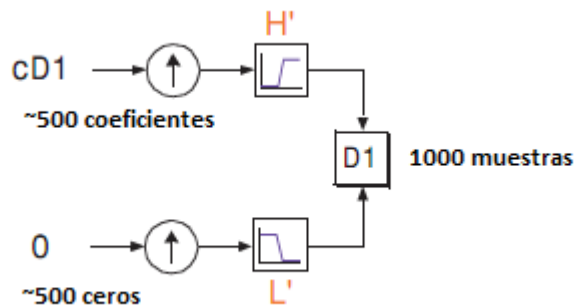 H'
cD1
~500 coeficientes
D1
1000 muestras
0
~500 ceros
L'